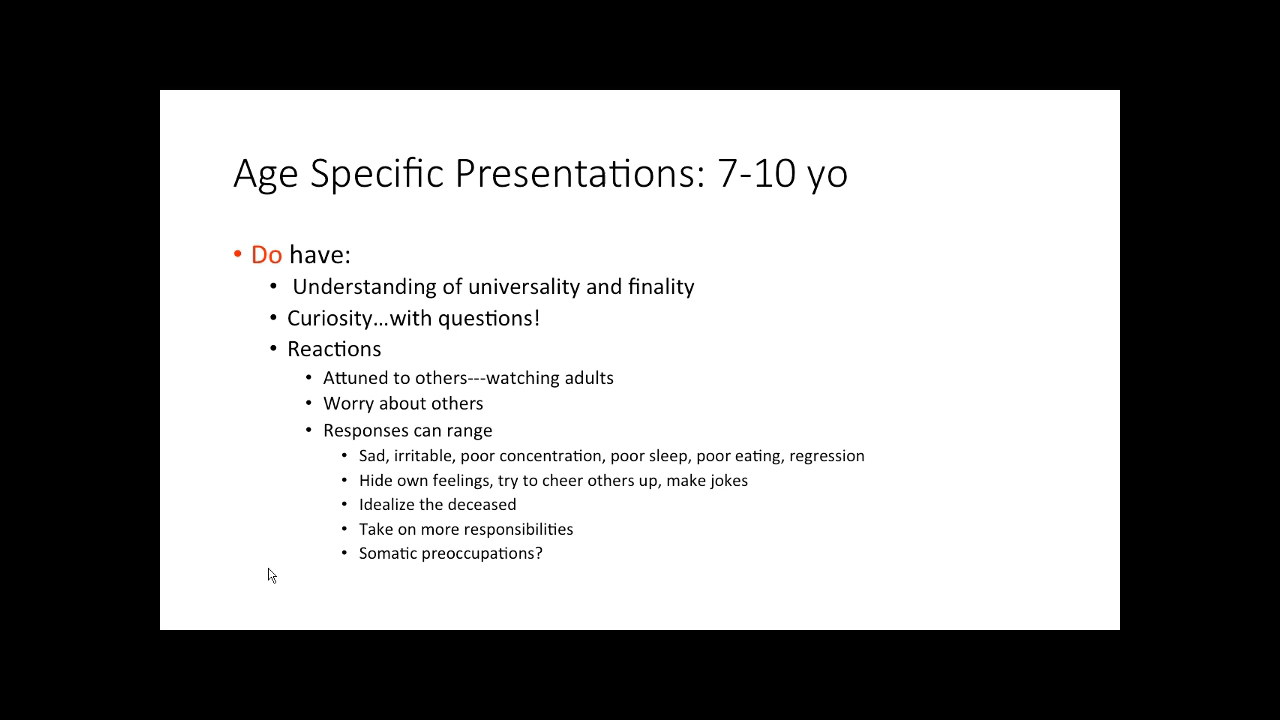 Age Specific Presentations: 7-10 yo
• Do have:
• Understanding of universality and finality
• Curiosity...with questions!
• Reactions
• Attuned to others---watching adults
• Worry about others
• Responses can range
• Sad, irritable, poor concentration, poor sleep, poor eating, regression
• Hide own feelings, try to cheer others up, make jokes
• Idealize the deceased
• Take on more responsibilities
• Somatic preoccupations?